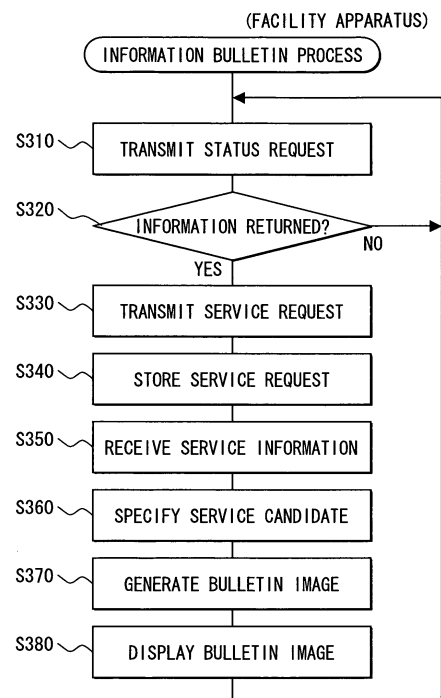 (FACILITY APPARATUS)
INFORMATION BULLETIN PROCESS
S310
TRANSMIT STATUS REQUEST
S320
INFORMATION RETURNED?
NO
YES
S330
TRANSMIT SERVICE REQUEST
S340
STORE SERVICE REQUEST
S350
RECEIVE SERVICE INFORMATION
S360
SPECIFY SERVICE CANDIDATE
S370
GENERATE BULLETIN IMAGE
S380
DISPLAY BULLETIN IMAGE